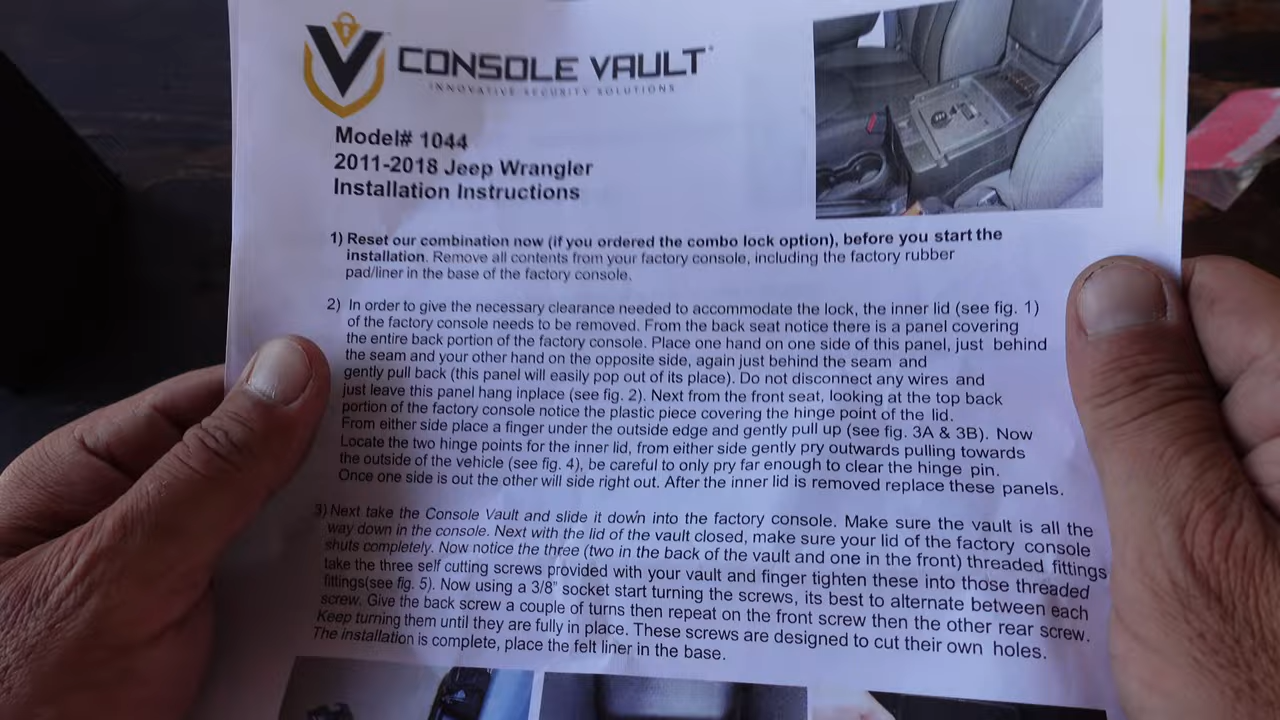 CONSOLE VAULT
INNOVATIVE SECURITY SOLUTIONS
Model# 1044
2011-2018 Jeep Wrangler
Installation Instructions
1) Reset our combination now (if you ordered the combo lock option), before you start the
installation. Remove all contents from your factory console, including the factory rubber
pad/liner in the base of the factory console.
2) In order to give the necessary clearance needed to accommodate the lock, the inner lid (see fig. 1)
of the factory console needs to be removed. From the back seat notice there is a panel covering
the entire back portion of the factory console. Place one hand on one side of this panel, just behind
the seam and your other hand on the opposite side, again just behind the seam and
gently pull back (this panel will easily pop out of its place). Do not disconnect any wires and
just leave this panel hang inplace (see fig. 2). Next from the front seat, looking at the top back
portion of the factory console notice the plastic piece covering the hinge point of the lid.
From either side place a finger under the outside edge and gently pull up (see fig. 3A & 3B). Now
Locate the two hinge points for the inner lid, from either side gently pry outwards pulling towards
the outside of the vehicle (see fig. 4), be careful to only pry far enough to clear the hinge pin.
Once one side is out the other will side right out. After the inner lid is removed replace these panels.
3) Next take the Console Vault and slide it down into the factory console. Make sure the vault is all the
way down in the console. Next with the lid of the vault closed, make sure your lid of the factory console
shuts completely. Now notice the three (two in the back of the vault and one in the front) threaded fittings
take the three self cutting screws provided with your vault and finger tighten these into those threaded
fittings(see fig. 5). Now using a 3/8" socket start turning the screws, its best to alternate between each
screw. Give the back screw a couple of turns then repeat on the front screw then the other rear screw.
Keep turning them until they are fully in place. These screws are designed to cut their own holes.
The installation is complete, place the felt liner in the base.